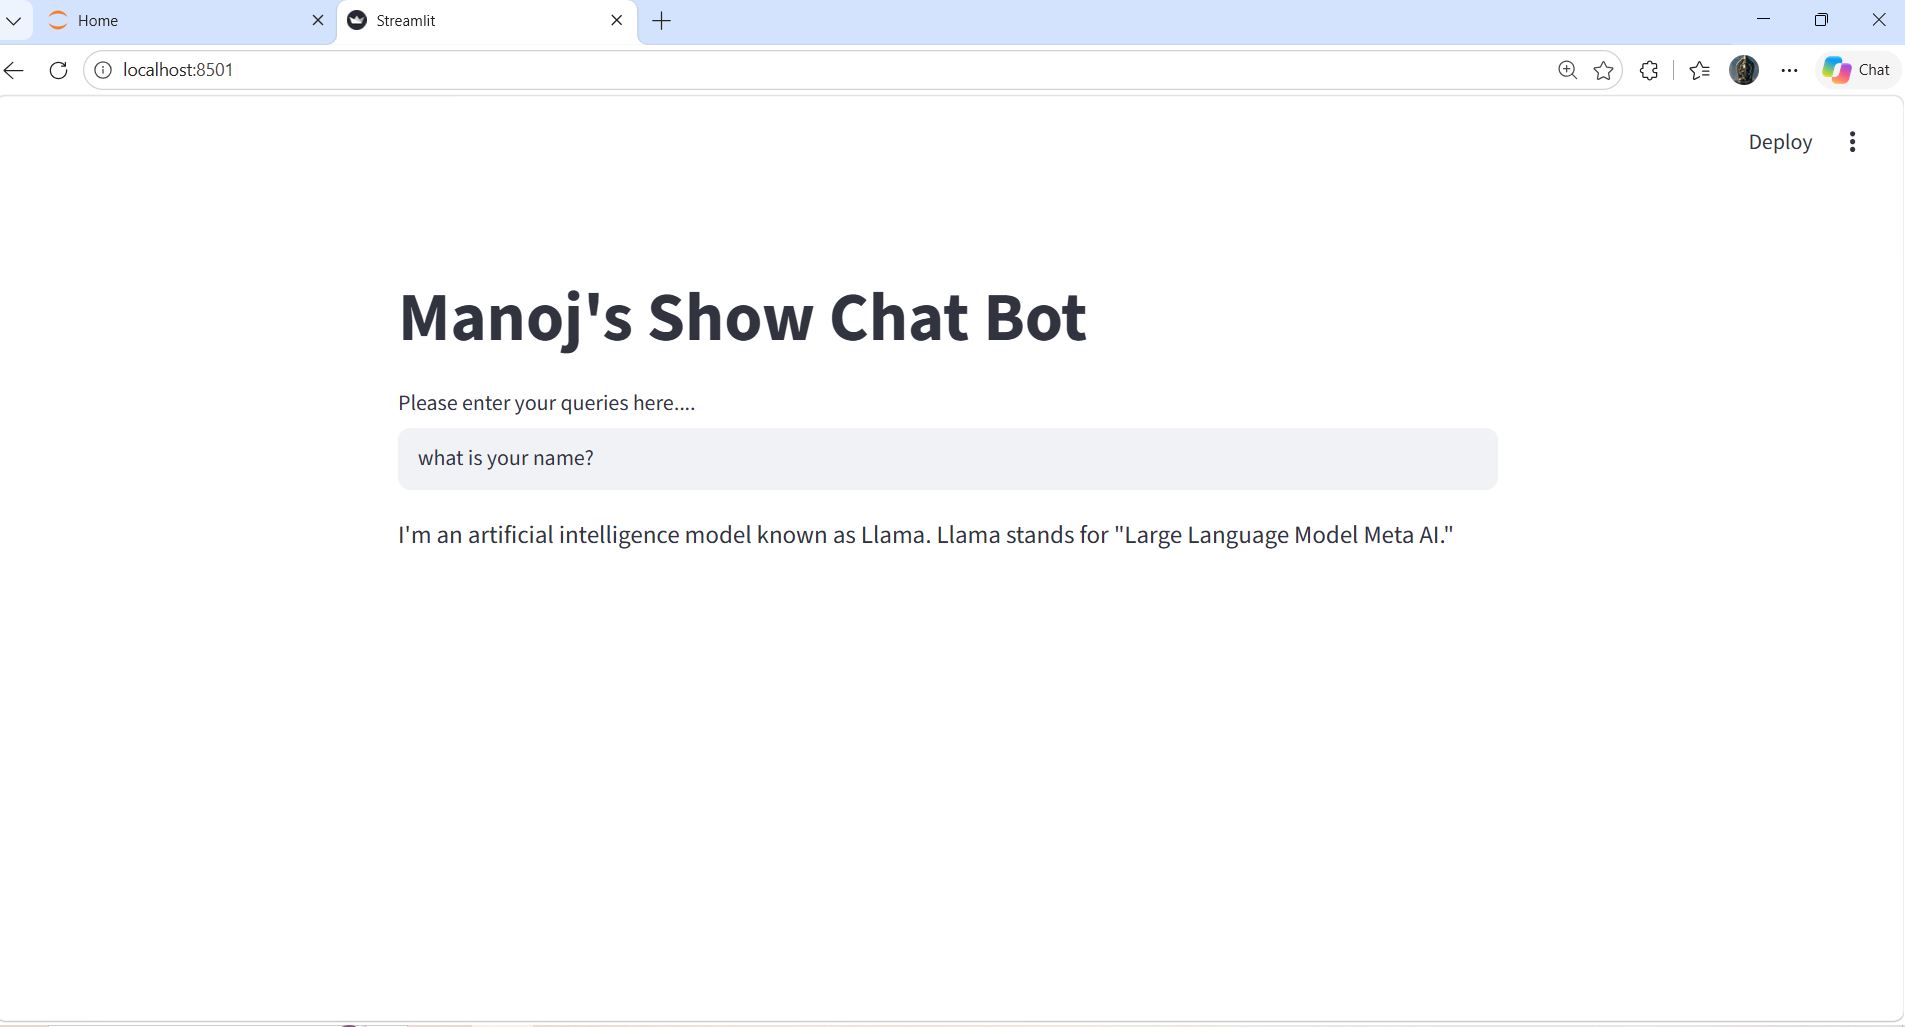 Home
Streamlit
localhost:8501
Chat
Deploy
Manoj's Show Chat Bot
Please enter your queries here....
what is your name?
I'm an artificial intelligence model known as Llama. Llama stands for "Large Language Model Meta AI."